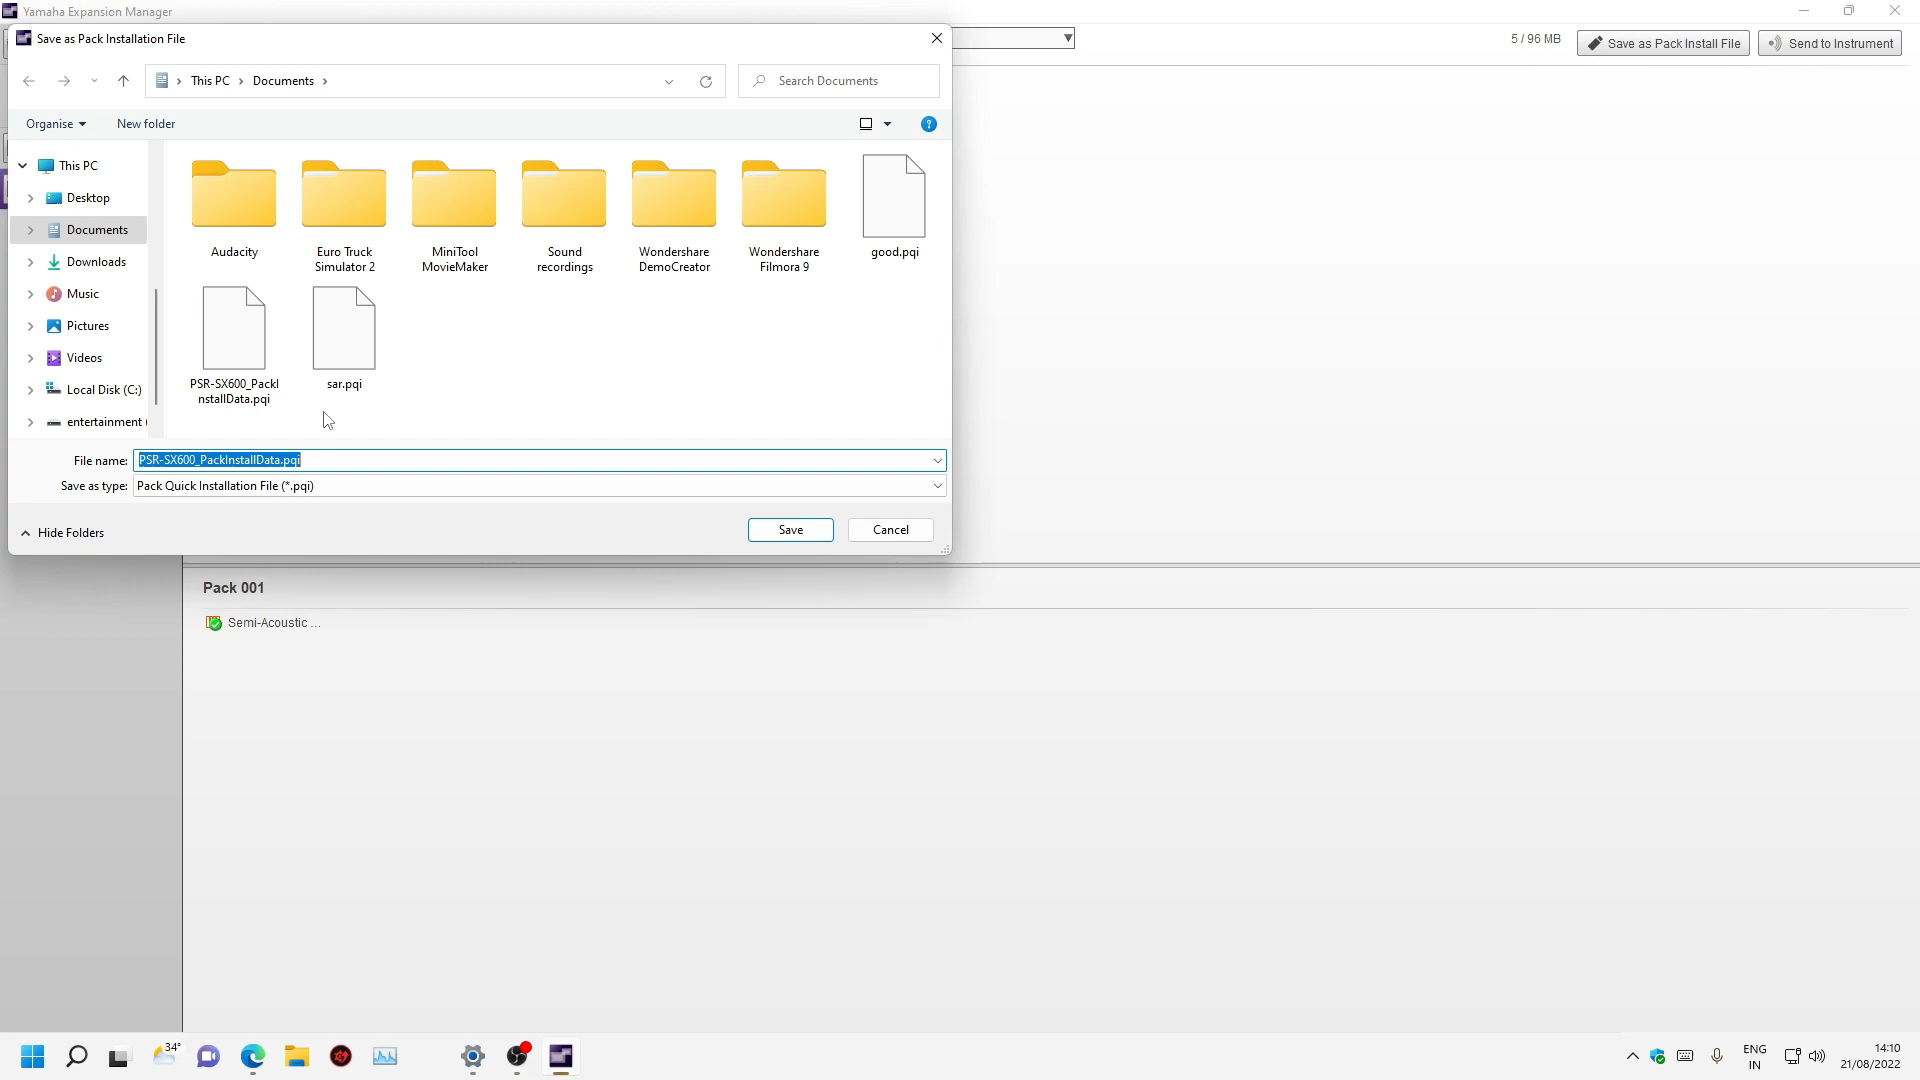 Yamaha Expansion Manager
Save as Pack Installation File
5 / 96 MB
Save as Pack Install File
Send to Instrument
This PC
Documents
Search Documents
Organise
New folder
?
This PC
Desktop
Documents
Downloads
Music
Pictures
Videos
Local Disk (C:)
entertainment (
Audacity
Euro Truck
Simulator 2
MiniTool
MovieMaker
Sound
recordings
Wondershare
DemoCreator
Wondershare
Filmora 9
good.pqi
PSR-SX600_PackI
nstallData.pqi
sar.pqi
File name:
PSR-SX600_PackInstallData.pqi
Save as type:
Pack Quick Installation File (*.pqi)
Hide Folders
Save
Cancel
Pack 001
Semi-Acoustic ...
34°
ENG
IN
14:10
21/08/2022